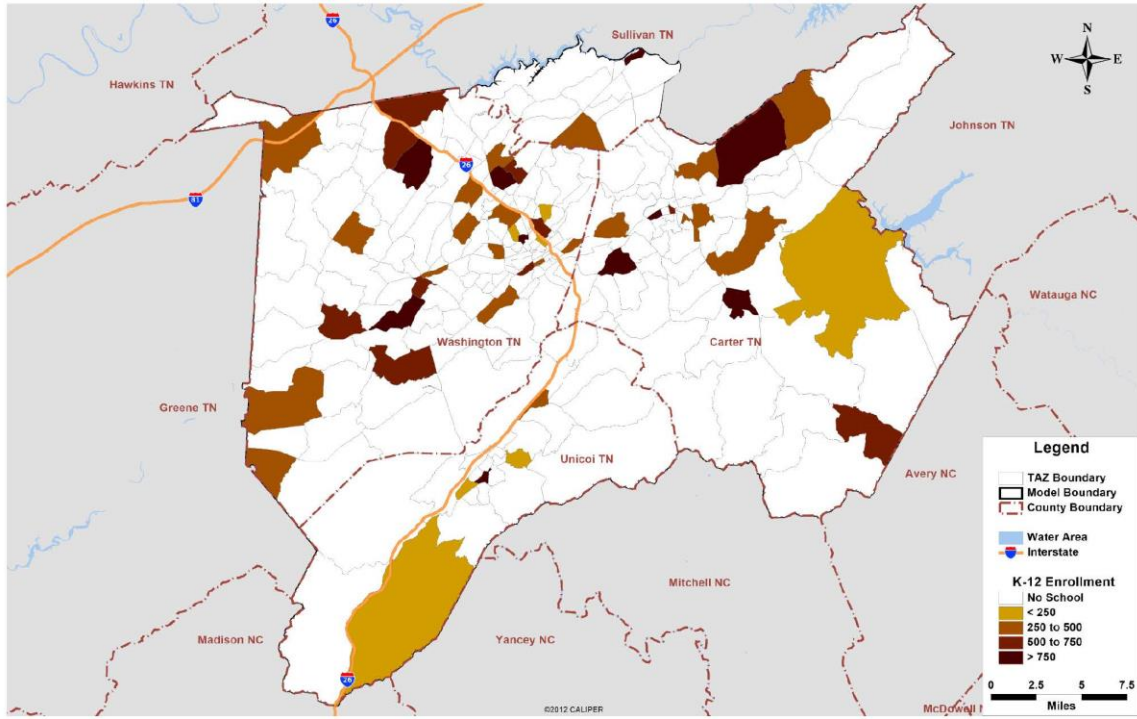 26
Sullivan TN
N
W E
S
Hawkins TN
Johnson TN
26
81
Watauga NC
Washington TN
Carter TN
Greene TN
Unicoi TN
Avery NC
Mitchell NC
Madison NC
Yancey NC
26
©2012 CALIPER
Legend
TAZ Boundary
Model Boundary
County Boundary
Water Area
Interstate
K-12 Enrollment
No School
< 250
250 to 500
500 to 750
> 750
0 2.5 5 7.5
Miles
McDowell N